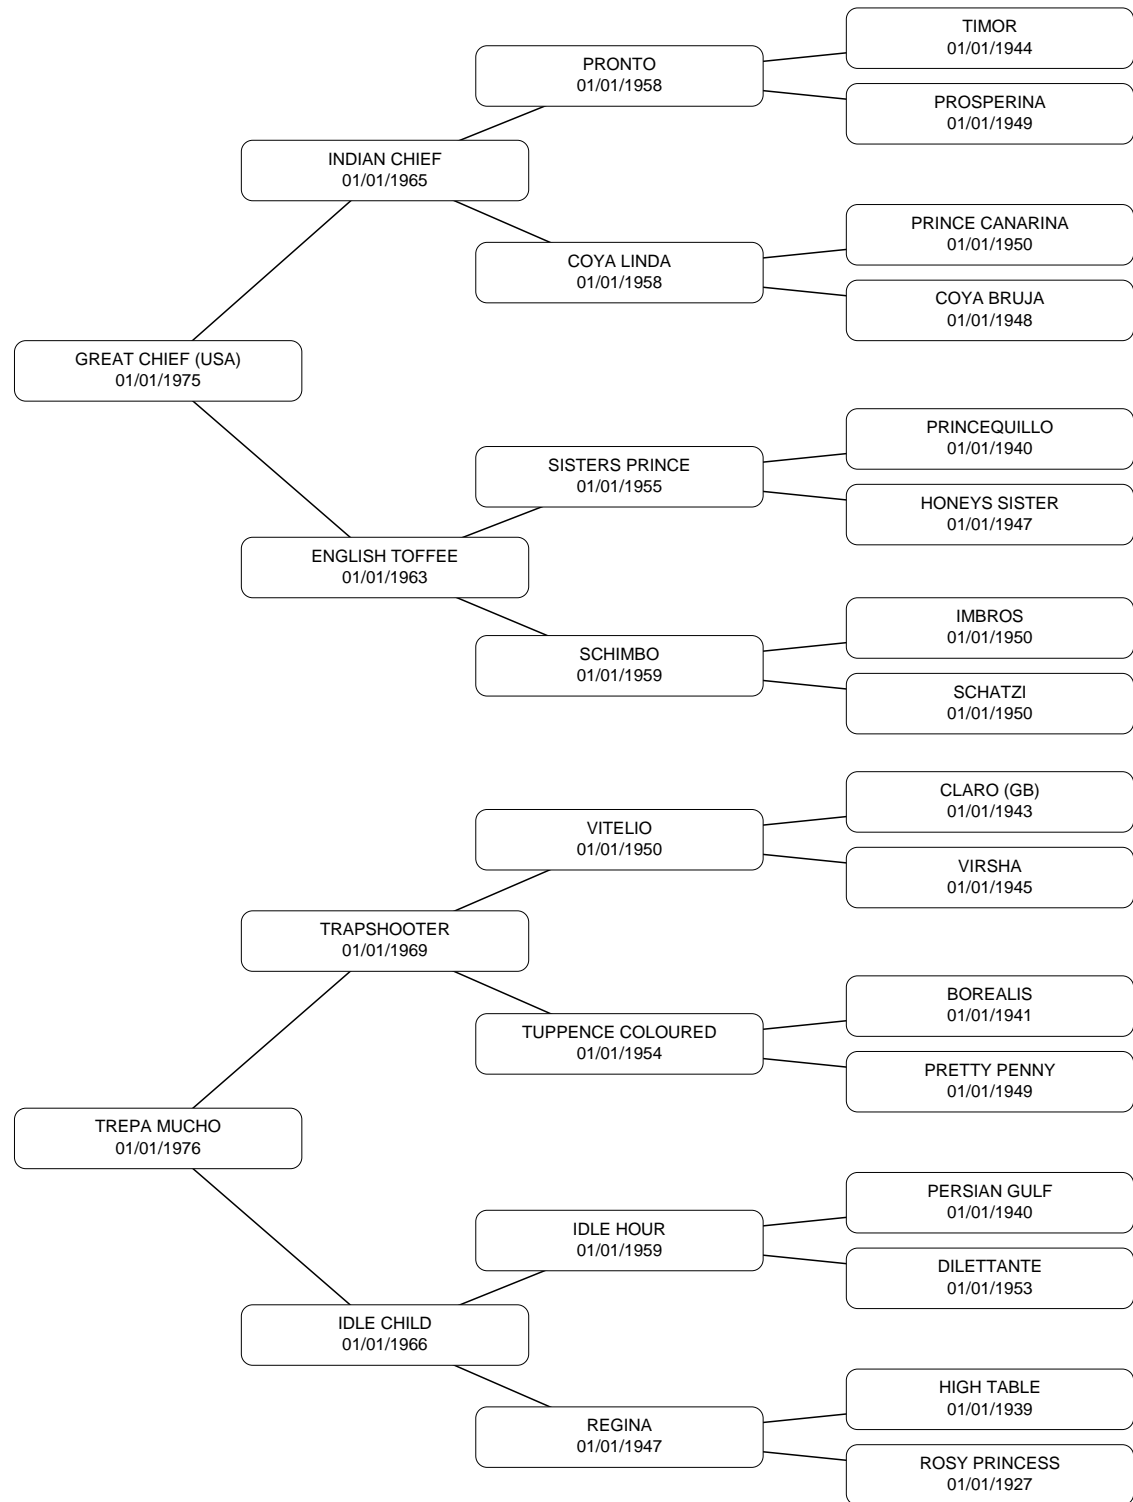 TIMOR
01/01/1944
PRONTO
01/01/1958
PROSPERINA
01/01/1949
INDIAN CHIEF
01/01/1965
PRINCE CANARINA
01/01/1950
COYA LINDA
01/01/1958
COYA BRUJA
01/01/1948
GREAT CHIEF (USA)
01/01/1975
PRINCEQUILLO
01/01/1940
SISTERS PRINCE
01/01/1955
HONEYS SISTER
01/01/1947
ENGLISH TOFFEE
01/01/1963
IMBROS
01/01/1950
SCHIMBO
01/01/1959
SCHATZI
01/01/1950
CLARO (GB)
01/01/1943
VITELIO
01/01/1950
VIRSHA
01/01/1945
TRAPSHOOTER
01/01/1969
BOREALIS
01/01/1941
TUPPENCE COLOURED
01/01/1954
PRETTY PENNY
01/01/1949
TREPA MUCHO
01/01/1976
PERSIAN GULF
01/01/1940
IDLE HOUR
01/01/1959
DILETTANTE
01/01/1953
IDLE CHILD
01/01/1966
HIGH TABLE
01/01/1939
REGINA
01/01/1947
ROSY PRINCESS
01/01/1927